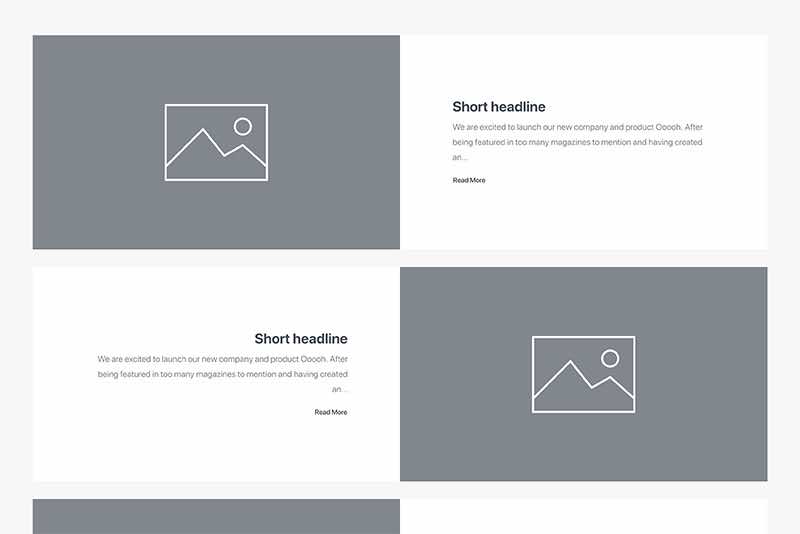 Short headline
We are excited to launch our new company and product Ooooh. After
being featured in too many magazines to mention and having created
an...
Read More
Short headline
We are excited to launch our new company and product Ooooh. After
being featured in too many magazines to mention and having created
an...
Read More